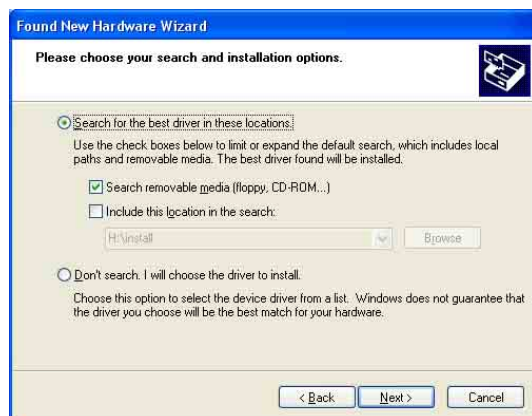 Found New Hardware Wizard
Please choose your search and installation options.
Search for the best driver in these locations.
Use the check boxes below to limit or expand the default search, which includes local
paths and removable media. The best driver found will be installed.
Search removable media (floppy, CD-ROM...)
Include this location in the search:
H:\install
Browse
Don't search. I will choose the driver to install.
Choose this option to select the device driver from a list. Windows does not guarantee that
the driver you choose will be the best match for your hardware.
< Back
Next >
Cancel